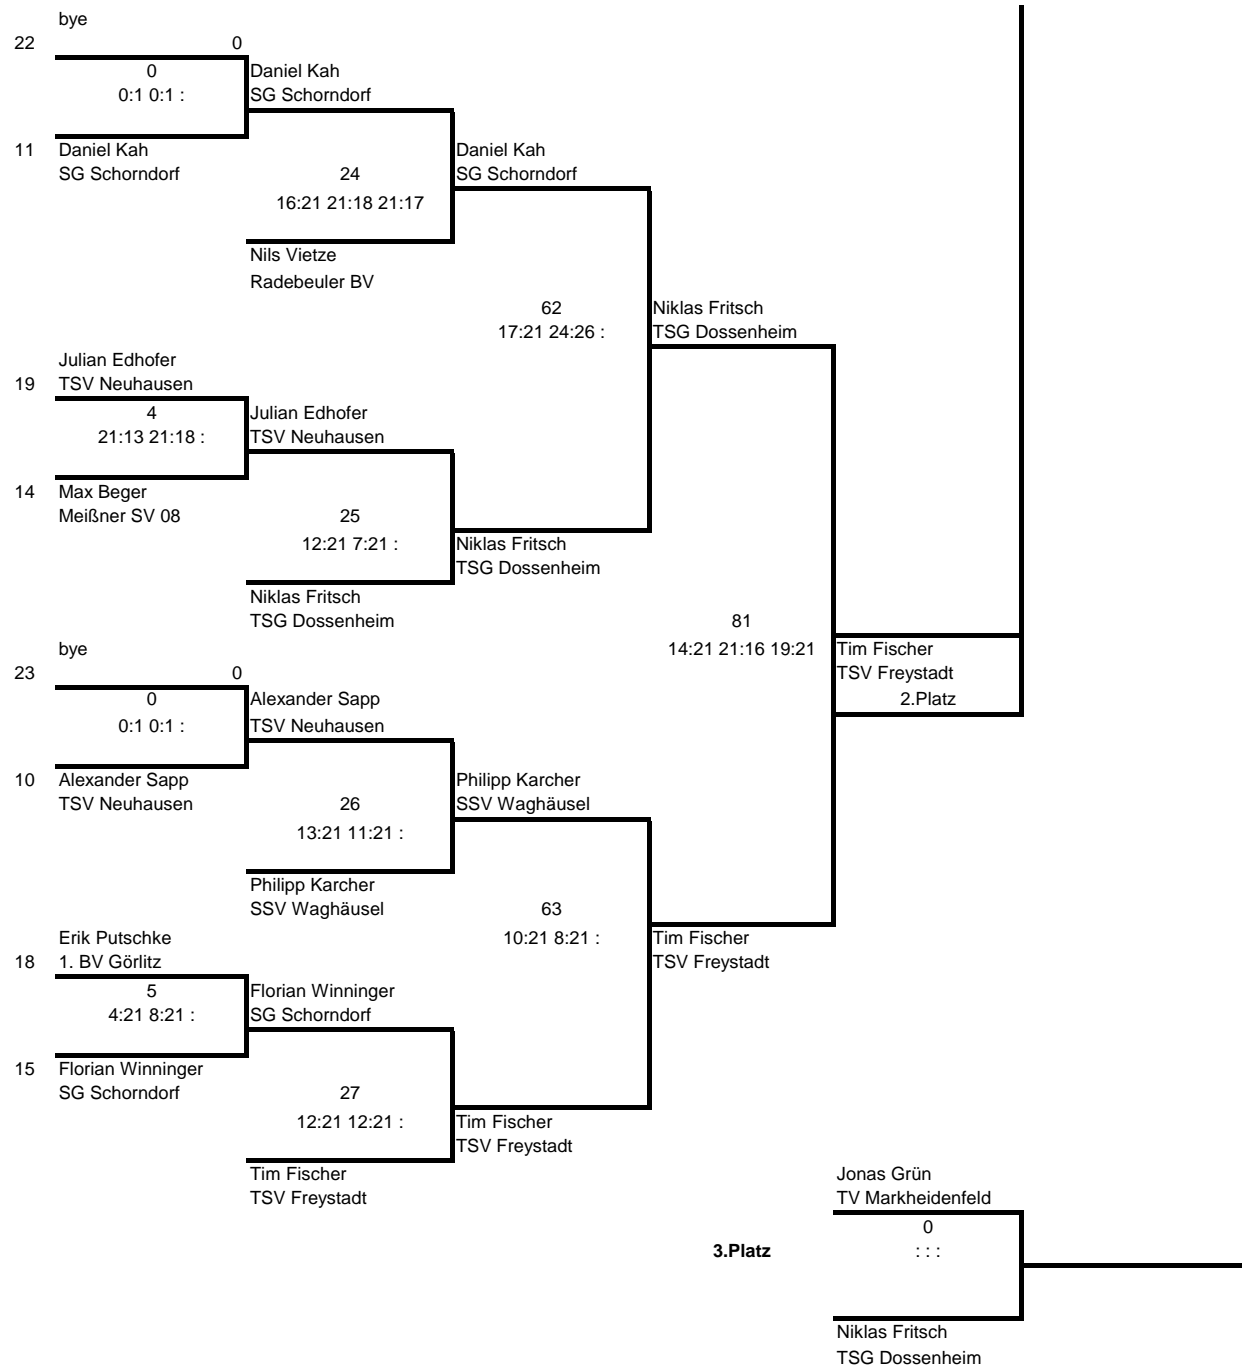 bye
22 0
0 Daniel Kah
0:1 0:1 : SG Schorndorf
11 Daniel Kah
SG Schorndorf
24
16:21 21:18 21:17
Daniel Kah
SG Schorndorf
Nils Vietze
Radebeuler BV
62
17:21 24:26 :
Niklas Fritsch
TSG Dossenheim
Julian Edhofer
19 TSV Neuhausen
4 Julian Edhofer
21:13 21:18 : TSV Neuhausen
14 Max Beger
Meißner SV 08
25
12:21 7:21 :
Niklas Fritsch
TSG Dossenheim
Niklas Fritsch
TSG Dossenheim
81
14:21 21:16 19:21
Tim Fischer
TSV Freystadt
2.Platz
bye
23 0
0 Alexander Sapp
0:1 0:1 : TSV Neuhausen
10 Alexander Sapp
TSV Neuhausen
26
13:21 11:21 :
Philipp Karcher
SSV Waghäusel
Philipp Karcher
SSV Waghäusel
63
10:21 8:21 :
Tim Fischer
TSV Freystadt
Erik Putschke
18 1. BV Görlitz
5 Florian Winninger
4:21 8:21 : SG Schorndorf
15 Florian Winninger
SG Schorndorf
27
12:21 12:21 :
Tim Fischer
TSV Freystadt
Tim Fischer
TSV Freystadt
Jonas Grün
TV Markheidenfeld
0
3.Platz : : :
Niklas Fritsch
TSG Dossenheim